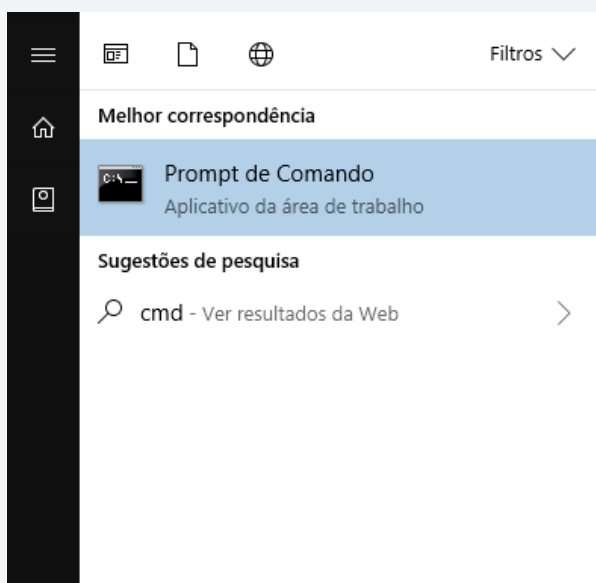 Filtros
Melhor correspondência
C:\_
Prompt de Comando
Aplicativo da área de trabalho
Sugestões de pesquisa
cmd - Ver resultados da Web